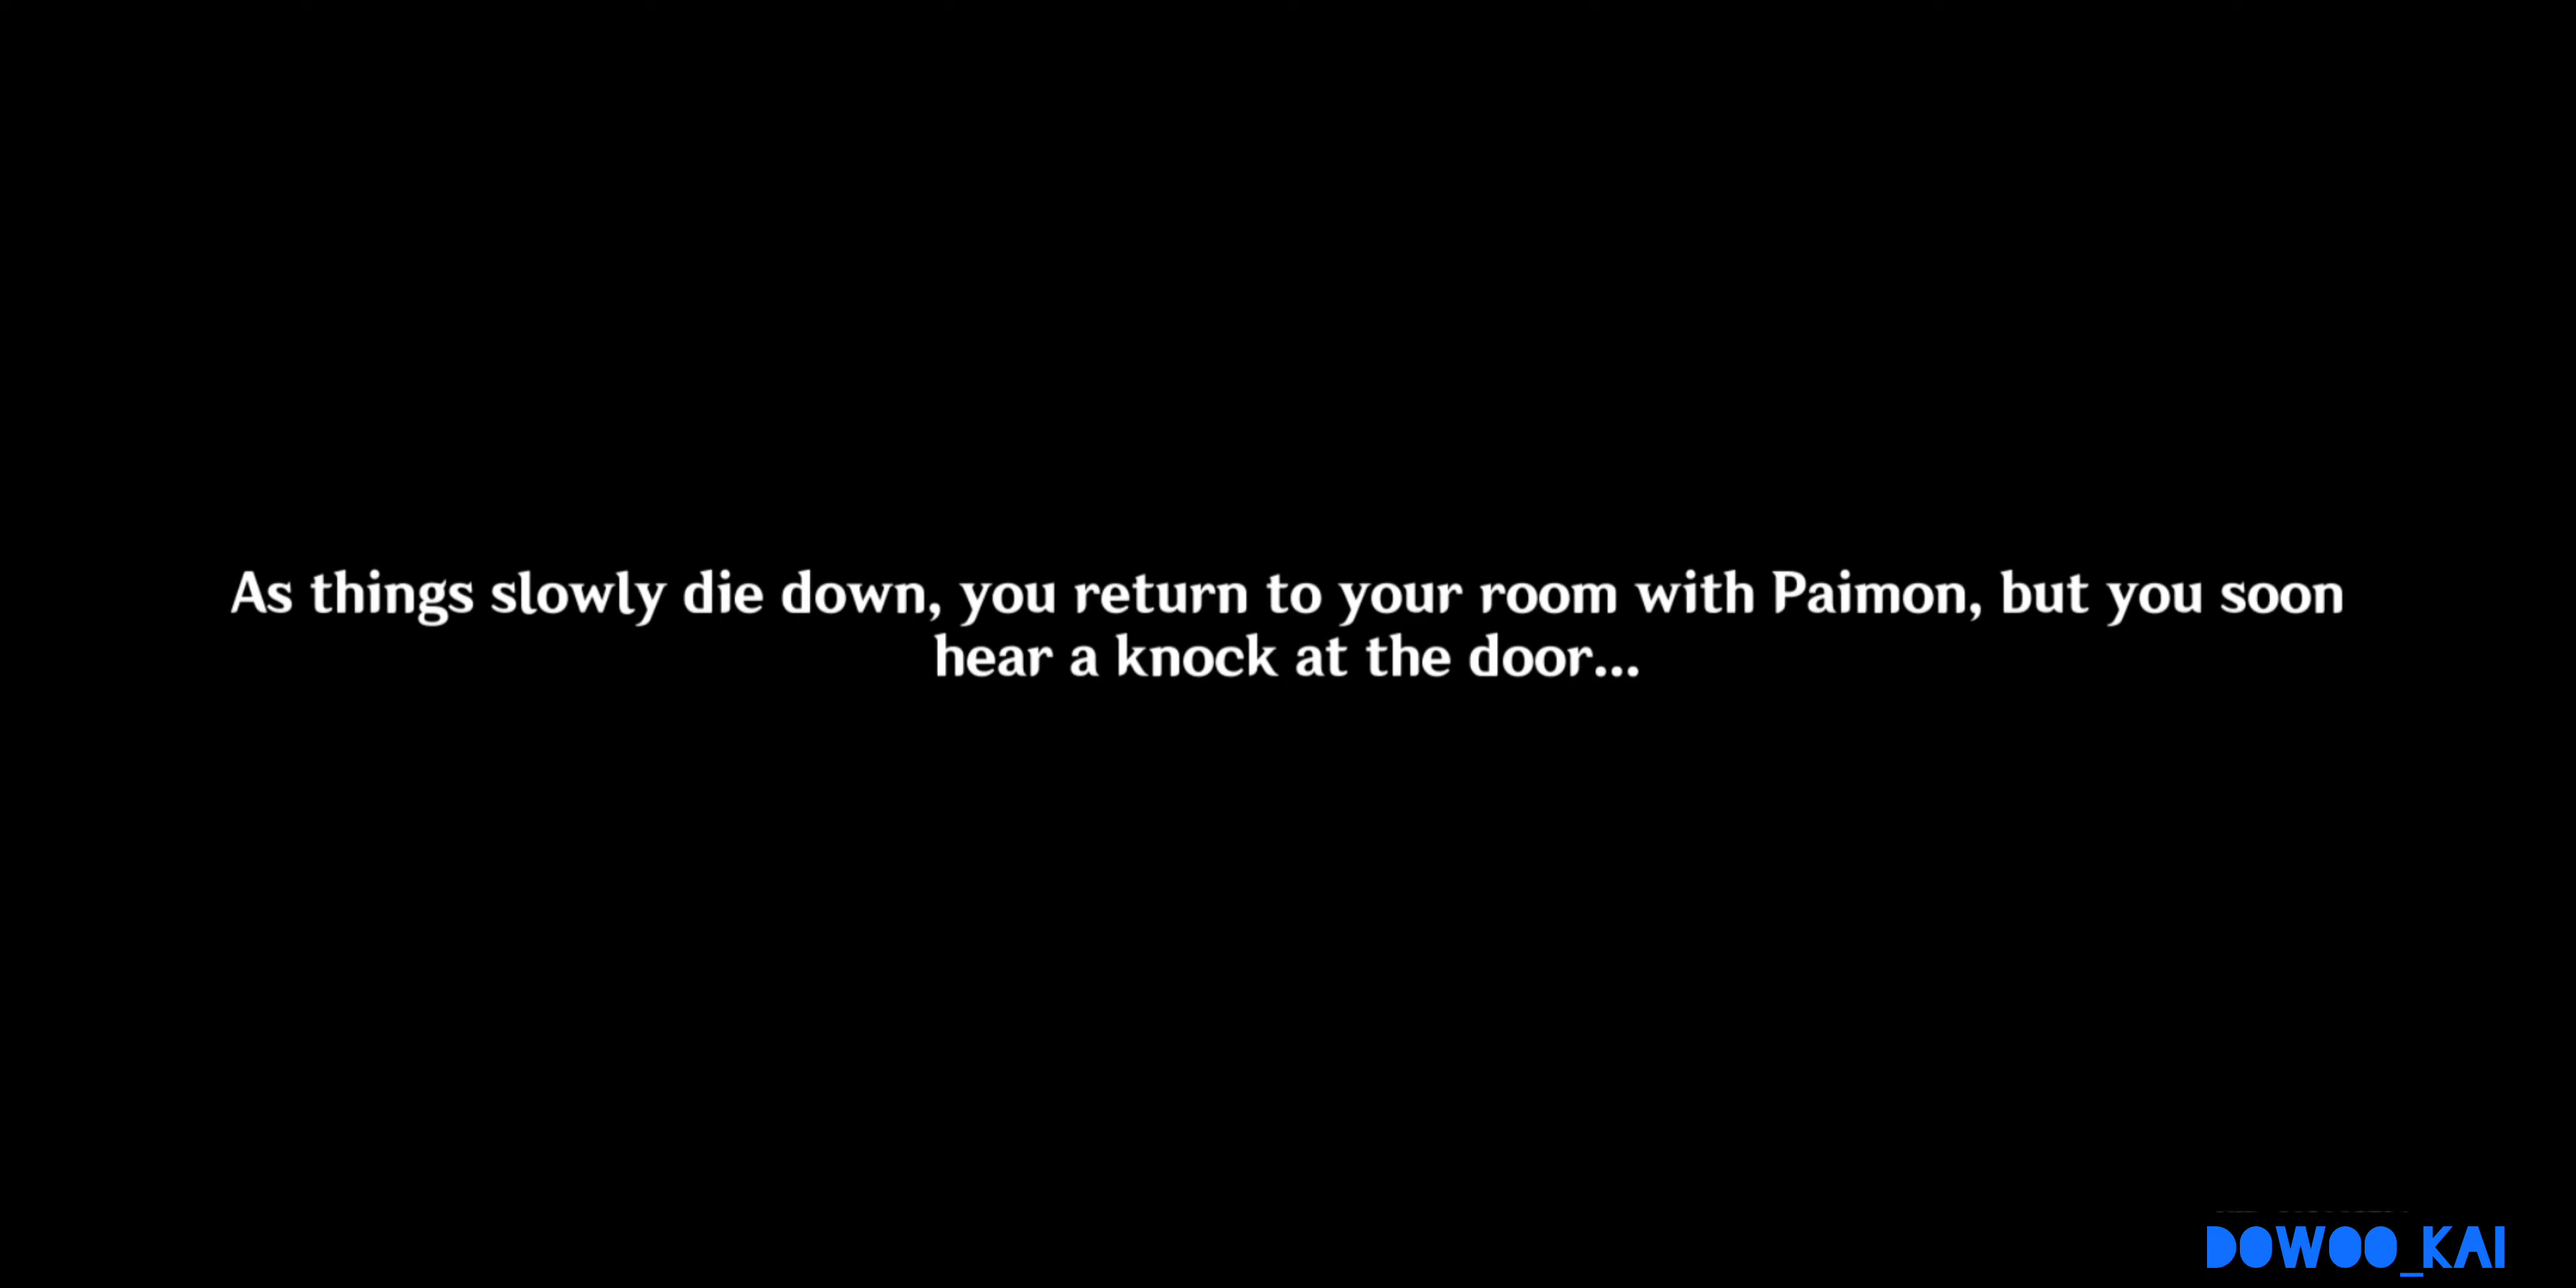 As things slowly die down, you return to your room with Paimon, but you soon
hear a knock at the door...
DOWOO_KAI